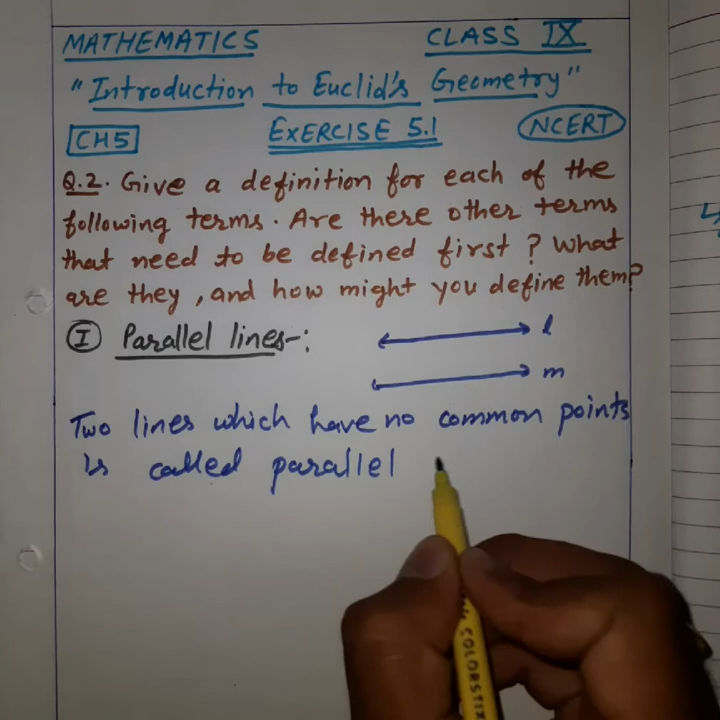 MATHEMATICS CLASS IX
"Introduction to Euclid's Geometry"
CH5 EXERCISE 5.1 NCERT
Q.2. Give a definition for each of the
following terms. Are there other terms
that need to be defined first? What
are they, and how might you define them?
I Parallel lines-:
l
m
Two lines which have no common points
is called parallel
COLORSTIX